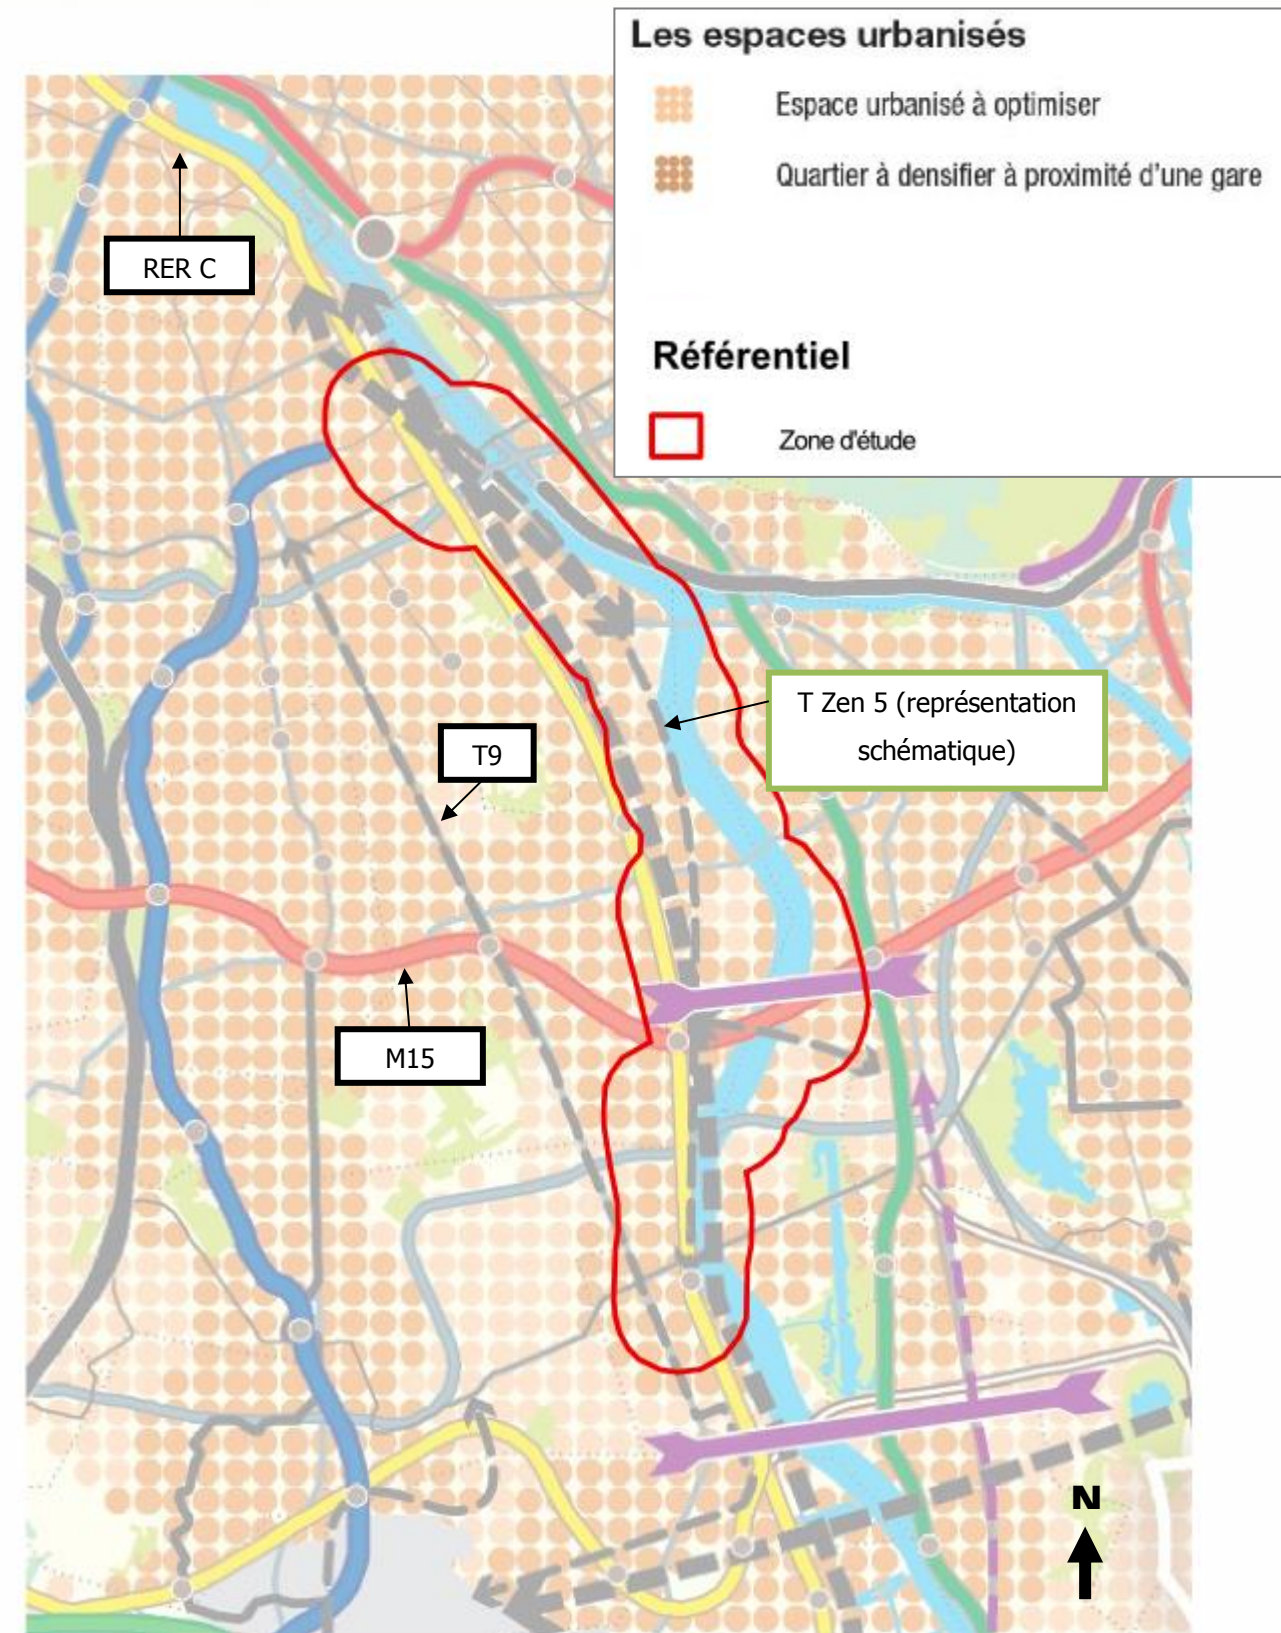 Les espaces urbanisés
Espace urbanisé à optimiser
Quartier à densifier à proximité d'une gare
Référentiel
Zone d'étude
RER C
T Zen 5 (représentation
schématique)
T9
M15
N